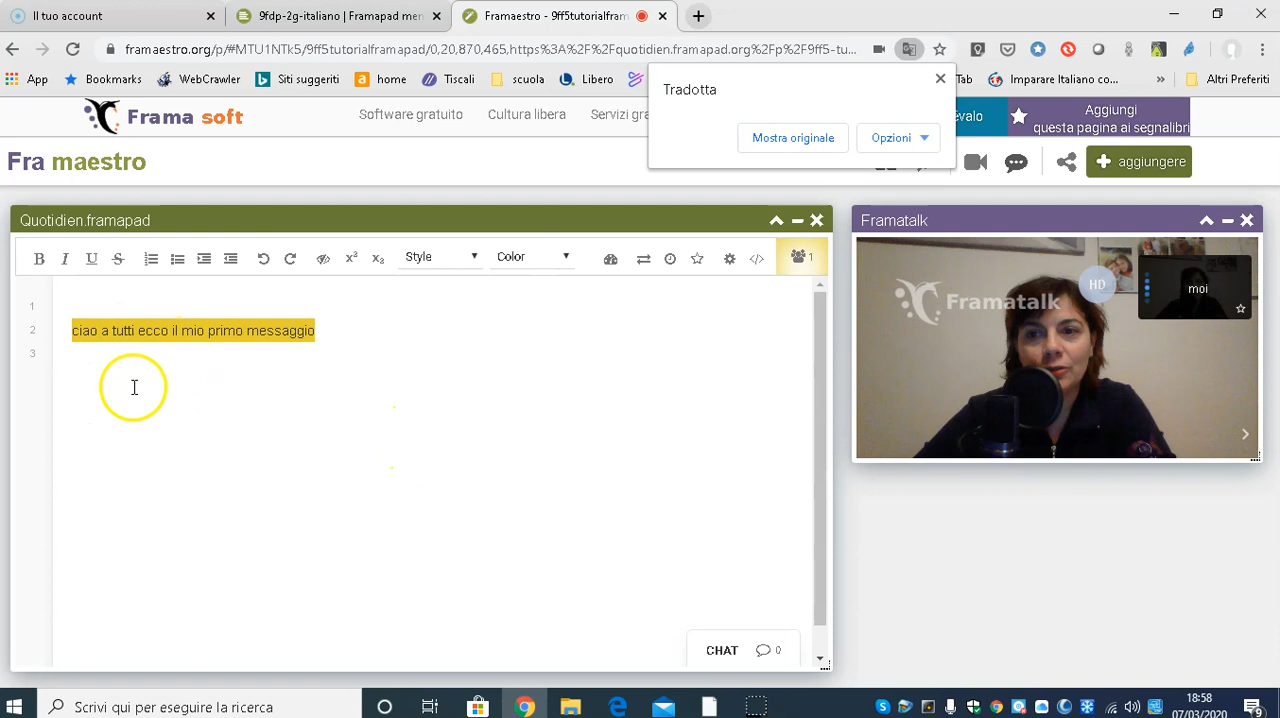 Il tuo account
9fdp-2g-italiano | Framapad men
Framaestro - 9ff5tutorialfram
framaestro.org/p/#MTU1NTk5/9ff5tutorialframapad/0,20,870,465,https%3A%2F%2Fquotidien.framapad.org%2Fp%2F9ff5-tu...
App
Bookmarks
WebCrawler
Siti suggeriti
home
Tiscali
scuola
Libero
Tab
Imparare Italiano co...
»
Altri Preferiti
Tradotta
Mostra originale
Opzioni
Frama soft
Software gratuito
Cultura libera
Servizi gra
évalo
Aggiungi
questa pagina ai segnalibri
Fra maestro
aggiungere
Quotidien.framapad
Style
Color
1
1
2 ciao a tutti ecco il mio primo messaggio
3
CHAT 0
Framatalk
Framatalk
HD
moi
Scrivi qui per eseguire la ricerca
18:58
07/03/2020
9